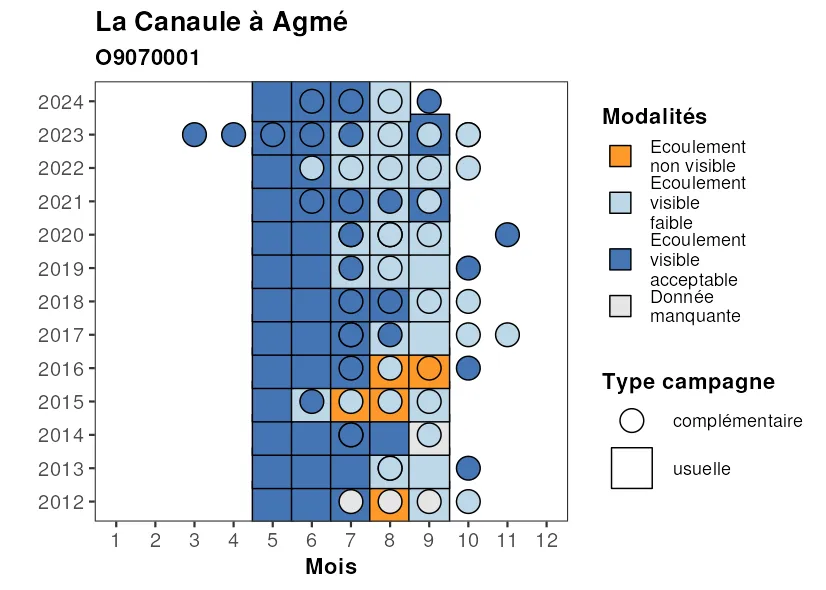 La Canaule à Agmé
O9070001
2024
2023
2022
2021
2020
2019
2018
2017
2016
2015
2014
2013
2012
1 2 3 4 5 6 7 8 9 10 11 12
Mois
Modalités
Ecoulement
non visible
Ecoulement
visible
faible
Ecoulement
visible
acceptable
Donnée
manquante
Type campagne
complémentaire
usuelle